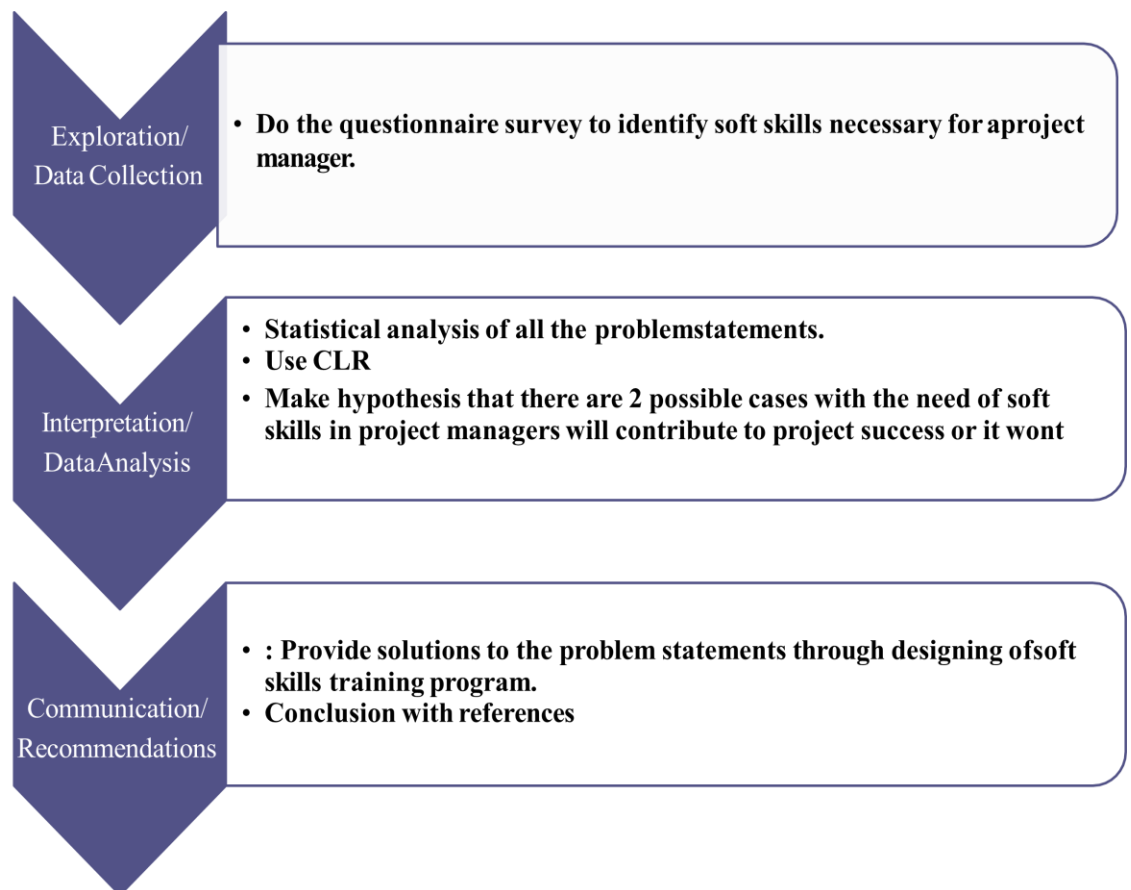 Exploration/
Data Collection
• Do the questionnaire survey to identify soft skills necessary for aproject
manager.
Interpretation/
DataAnalysis
• Statistical analysis of all the problemstatements.
• Use CLR
• Make hypothesis that there are 2 possible cases with the need of soft
skills in project managers will contribute to project success or it wont
Communication/
Recommendations
• : Provide solutions to the problem statements through designing ofsoft
skills training program.
• Conclusion with references